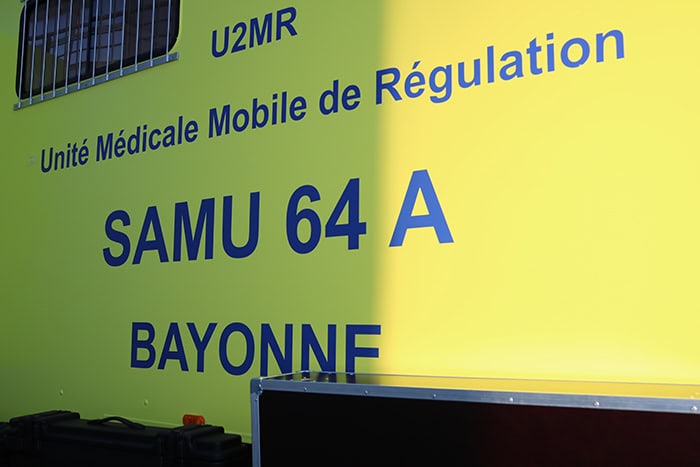 U2MR
Unité Médicale Mobile de Régulation
SAMU 64 A
BAYONNE